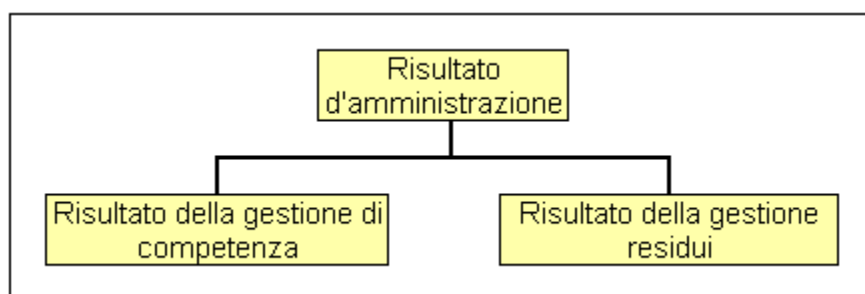 Risultato
d'amministrazione
Risultato della gestione di
competenza
Risultato della gestione
residui